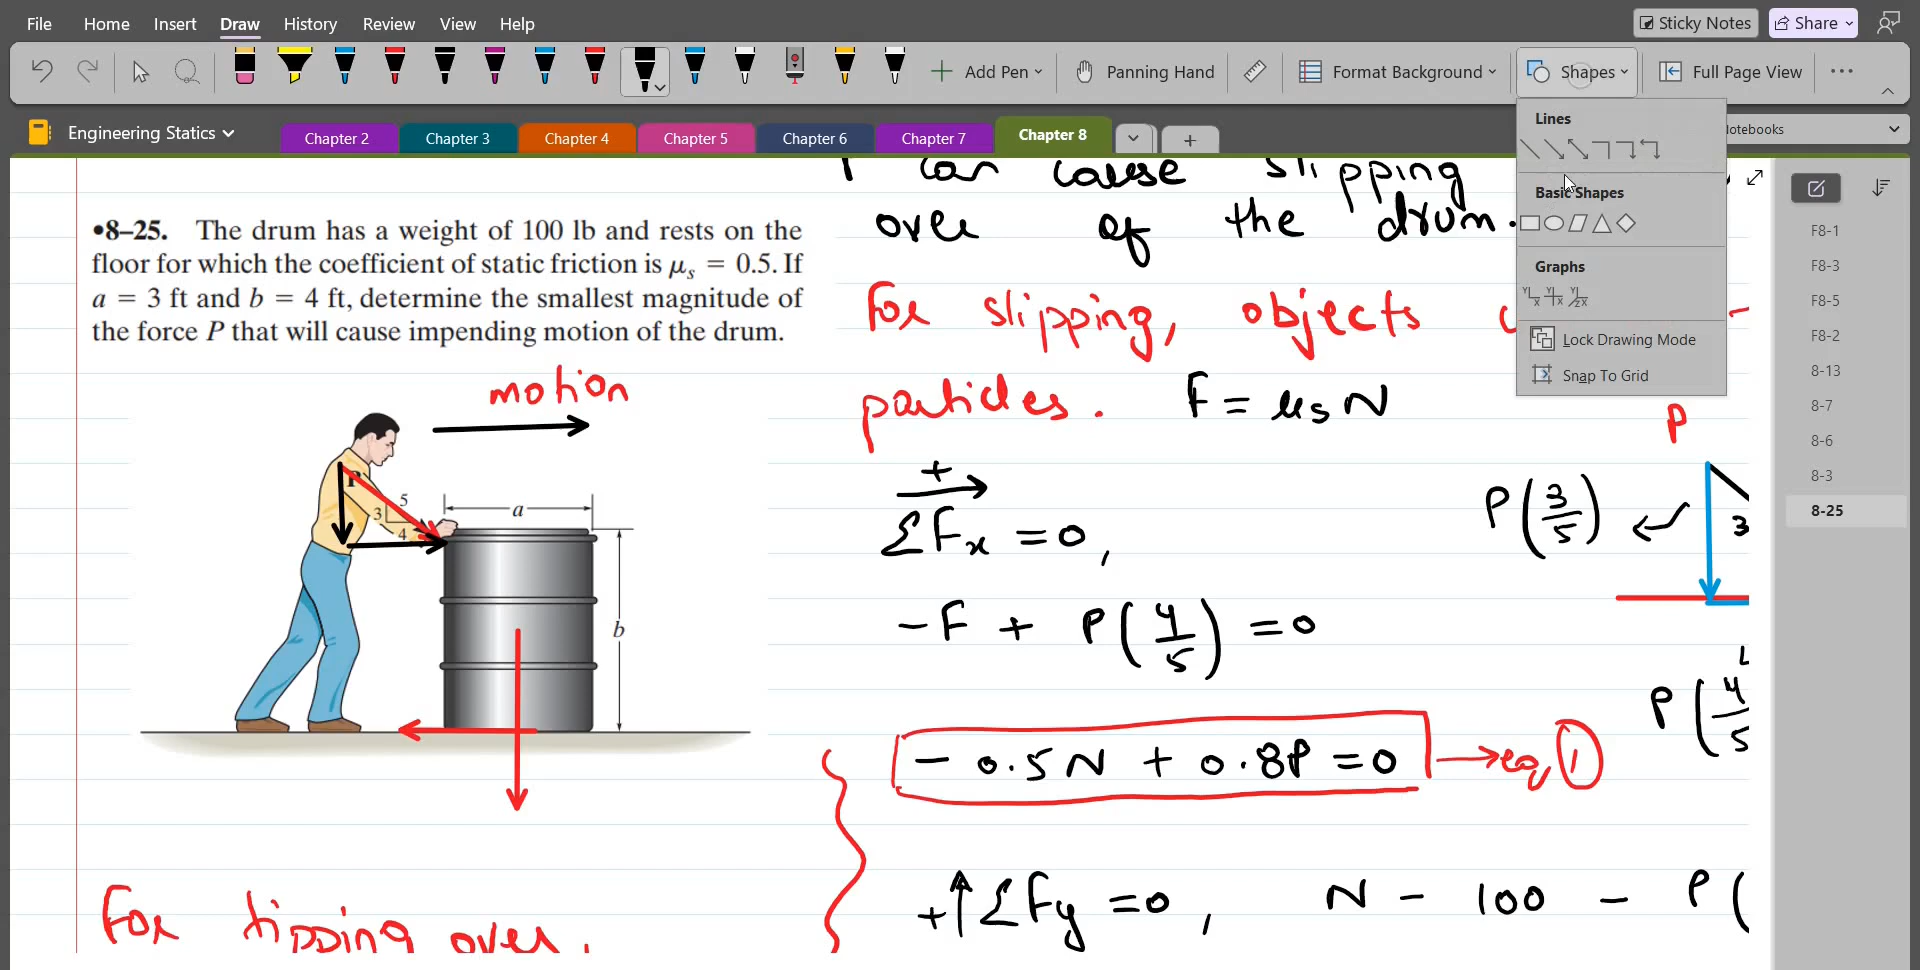 File Home Insert Draw History Review View Help
Sticky Notes Share
Add Pen Panning Hand Format Background Shapes Full Page View
Engineering Statics Chapter 2 Chapter 3 Chapter 4 Chapter 5 Chapter 6 Chapter 7 Chapter 8
Lines
Basic Shapes
Graphs
Lock Drawing Mode
Snap To Grid
F8-1
F8-3
F8-5
F8-2
8-13
8-7
8-6
8-3
8-25
•8–25. The drum has a weight of 100 lb and rests on the
floor for which the coefficient of static friction is μs = 0.5. If
a = 3 ft and b = 4 ft, determine the smallest magnitude of
the force P that will cause impending motion of the drum.
motion
P
5
3
4
a
b
For tipping over.
can cause slipping
over of the drum.
For slipping, objects
particles. F = μs N
+
ΣFx = 0,
- F + P(4/5) = 0
- 0.5N + 0.8P = 0 → eq 1
+↑ ΣFy = 0, N - 100 - P(
P
P(3/5)
3
P(4/5